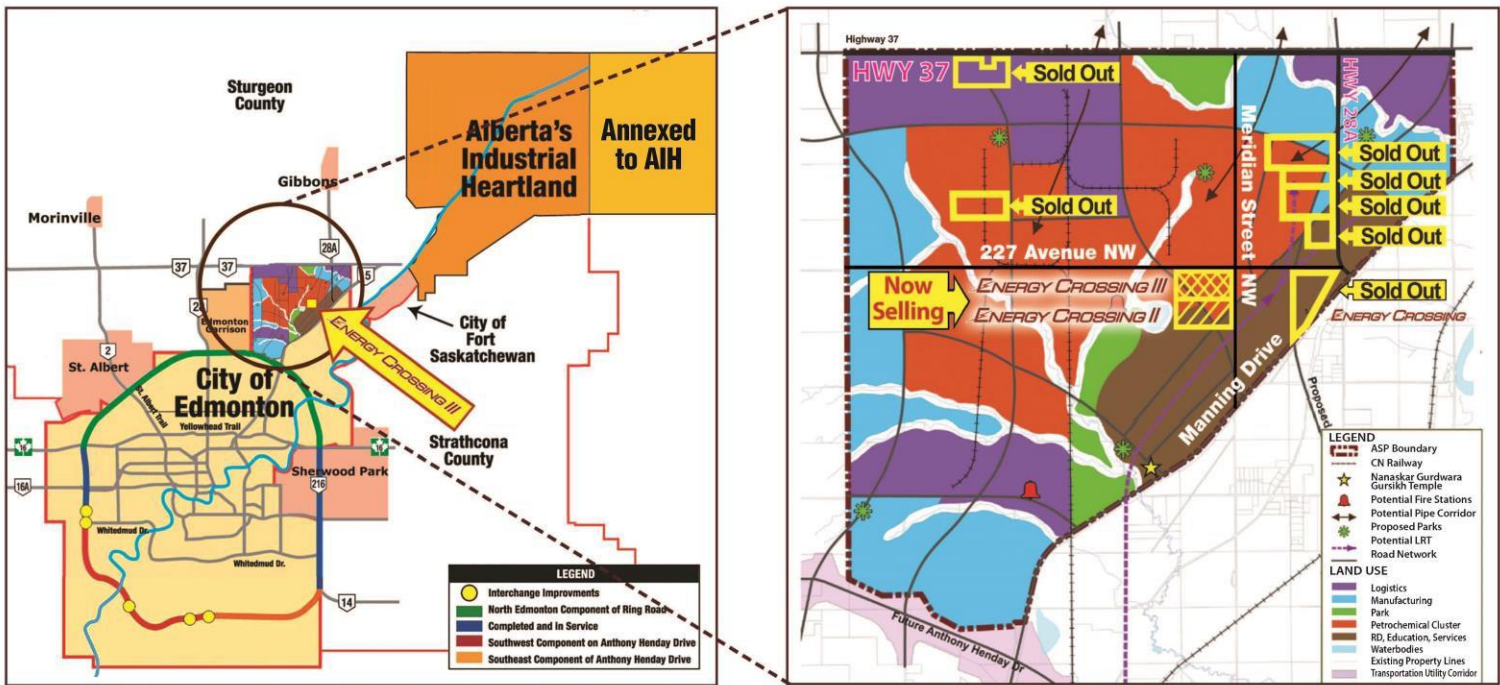 Sturgeon
County
Alberta's
Industrial
Heartland
Annexed
to AIH
Gibbons
Morinville
28A
37
37
5
28
Edmonton
Garrison
City of
Fort
Saskatchewan
ENERGY CROSSING III
2
St. Albert
St. Albert Trail
City of
Edmonton
Yellowhead Trail
Strathcona
County
16
16
Sherwood Park
16A
216
Whitedmud Dr.
Whitedmud Dr.
14
LEGEND
Interchange Improvments
North Edmonton Component of Ring Road
Completed and in Service
Southwest Component on Anthony Henday Drive
Southeast Component of Anthony Henday Drive
Highway 37
HWY 37
Sold Out
HWY 28A
Meridian Street NW
Sold Out
Sold Out
Sold Out
Sold Out
Sold Out
227 Avenue NW
Now
Selling
ENERGY CROSSING III
ENERGY CROSSING II
Sold Out
ENERGY CROSSING
Manning Drive
Proposed
Future Anthony Henday Dr
LEGEND
ASP Boundary
CN Railway
Nanaskar Gurdwara
Gursikh Temple
Potential Fire Stations
Potential Pipe Corridor
Proposed Parks
Potential LRT
Road Network
LAND USE
Logistics
Manufacturing
Park
Petrochemical Cluster
RD, Education, Services
Waterbodies
Existing Property Lines
Transportation Utility Corridor